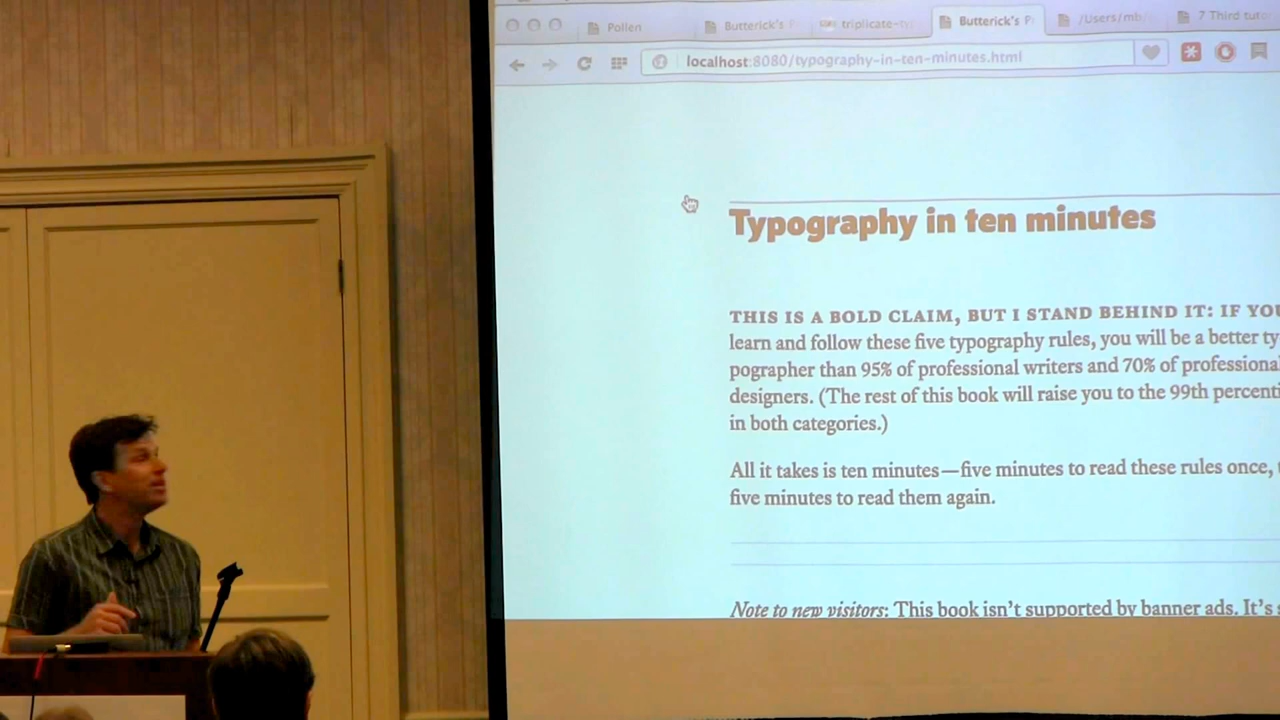 Pollen Butterick's P triplicate-ty Butterick's P /Users/mb/ 7 Third tuto
localhost:8080/typography-in-ten-minutes.html
Typography in ten minutes
THIS IS A BOLD CLAIM, BUT I STAND BEHIND IT: IF YOU
learn and follow these five typography rules, you will be a better ty
pographer than 95% of professional writers and 70% of professional
designers. (The rest of this book will raise you to the 99th percenti
in both categories.)
All it takes is ten minutes—five minutes to read these rules once, t
five minutes to read them again.
Note to new visitors: This book isn't supported by banner ads. It's s